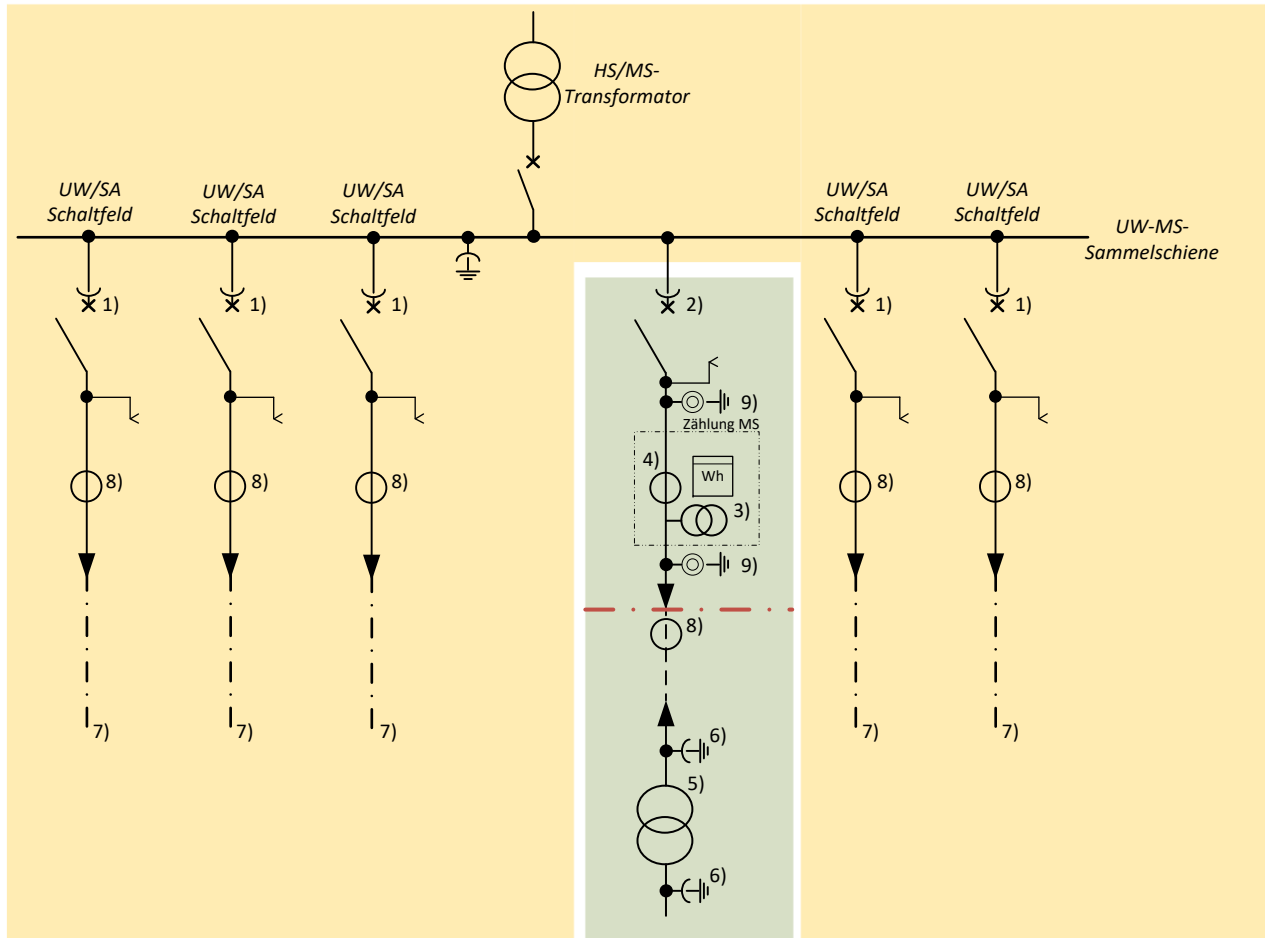 HS/MS-
Transformator
UW/SA
Schaltfeld
UW/SA
Schaltfeld
UW/SA
Schaltfeld
UW/SA
Schaltfeld
UW/SA
Schaltfeld
UW-MS-
Sammelschiene
1)
1)
1)
2)
1)
1)
9)
Zählung MS
4)
Wh
3)
8)
8)
8)
8)
8)
9)
8)
7)
7)
7)
7)
7)
6)
5)
6)